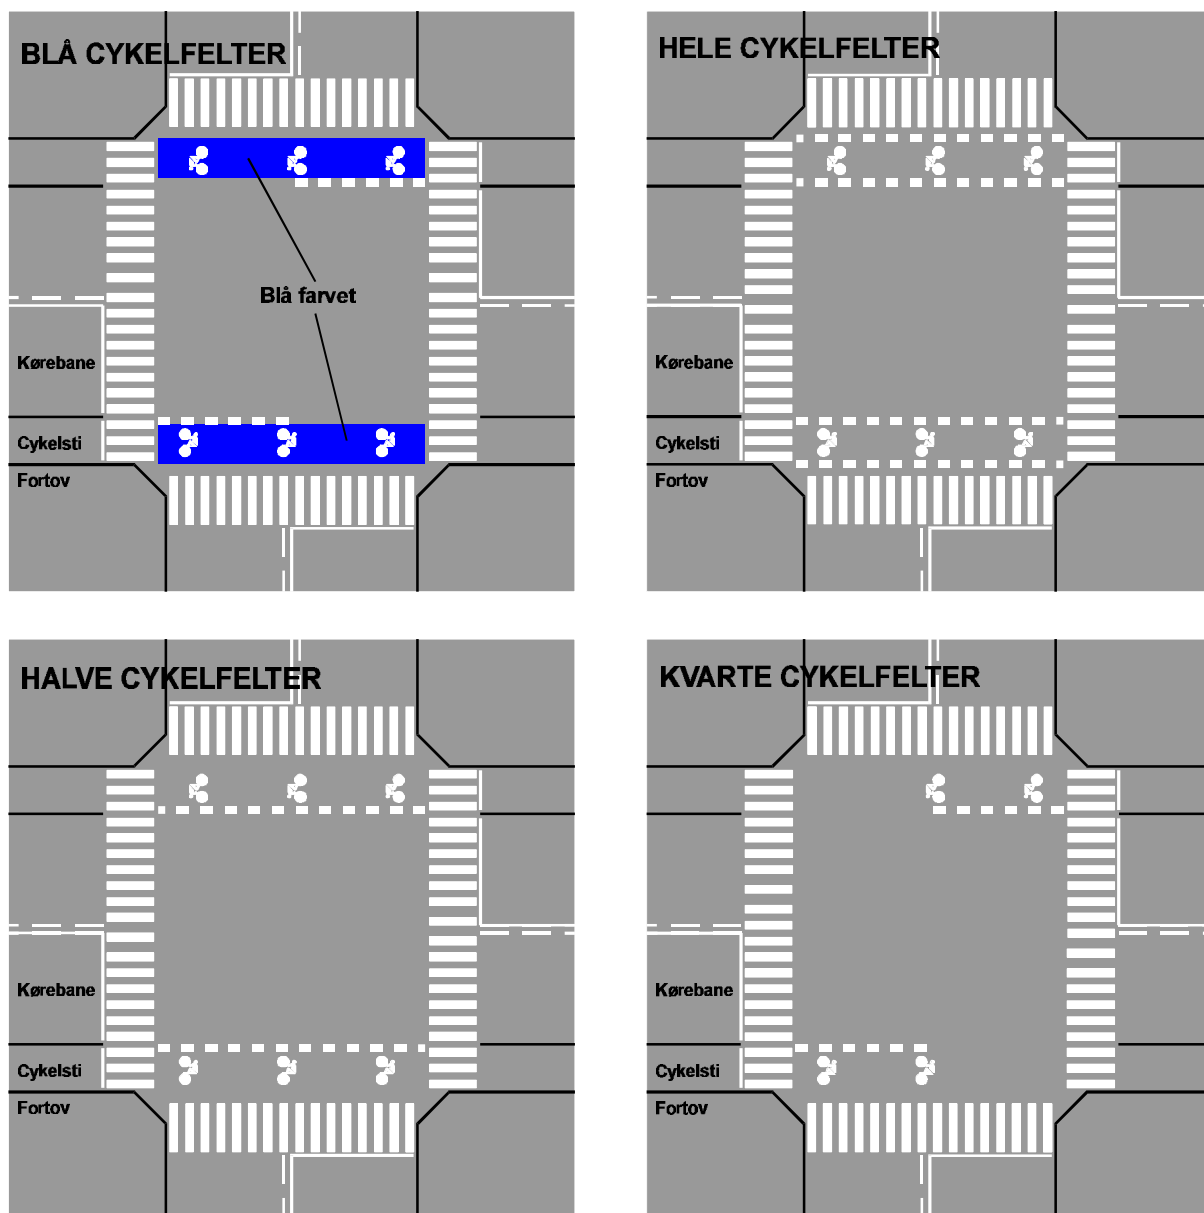 BLÅ CYKELFELTER
Blå farvet
Kørebane
Cykelsti
Fortov
HELE CYKELFELTER
Kørebane
Cykelsti
Fortov
HALVE CYKELFELTER
Kørebane
Cykelsti
Fortov
KVARTE CYKELFELTER
Kørebane
Cykelsti
Fortov